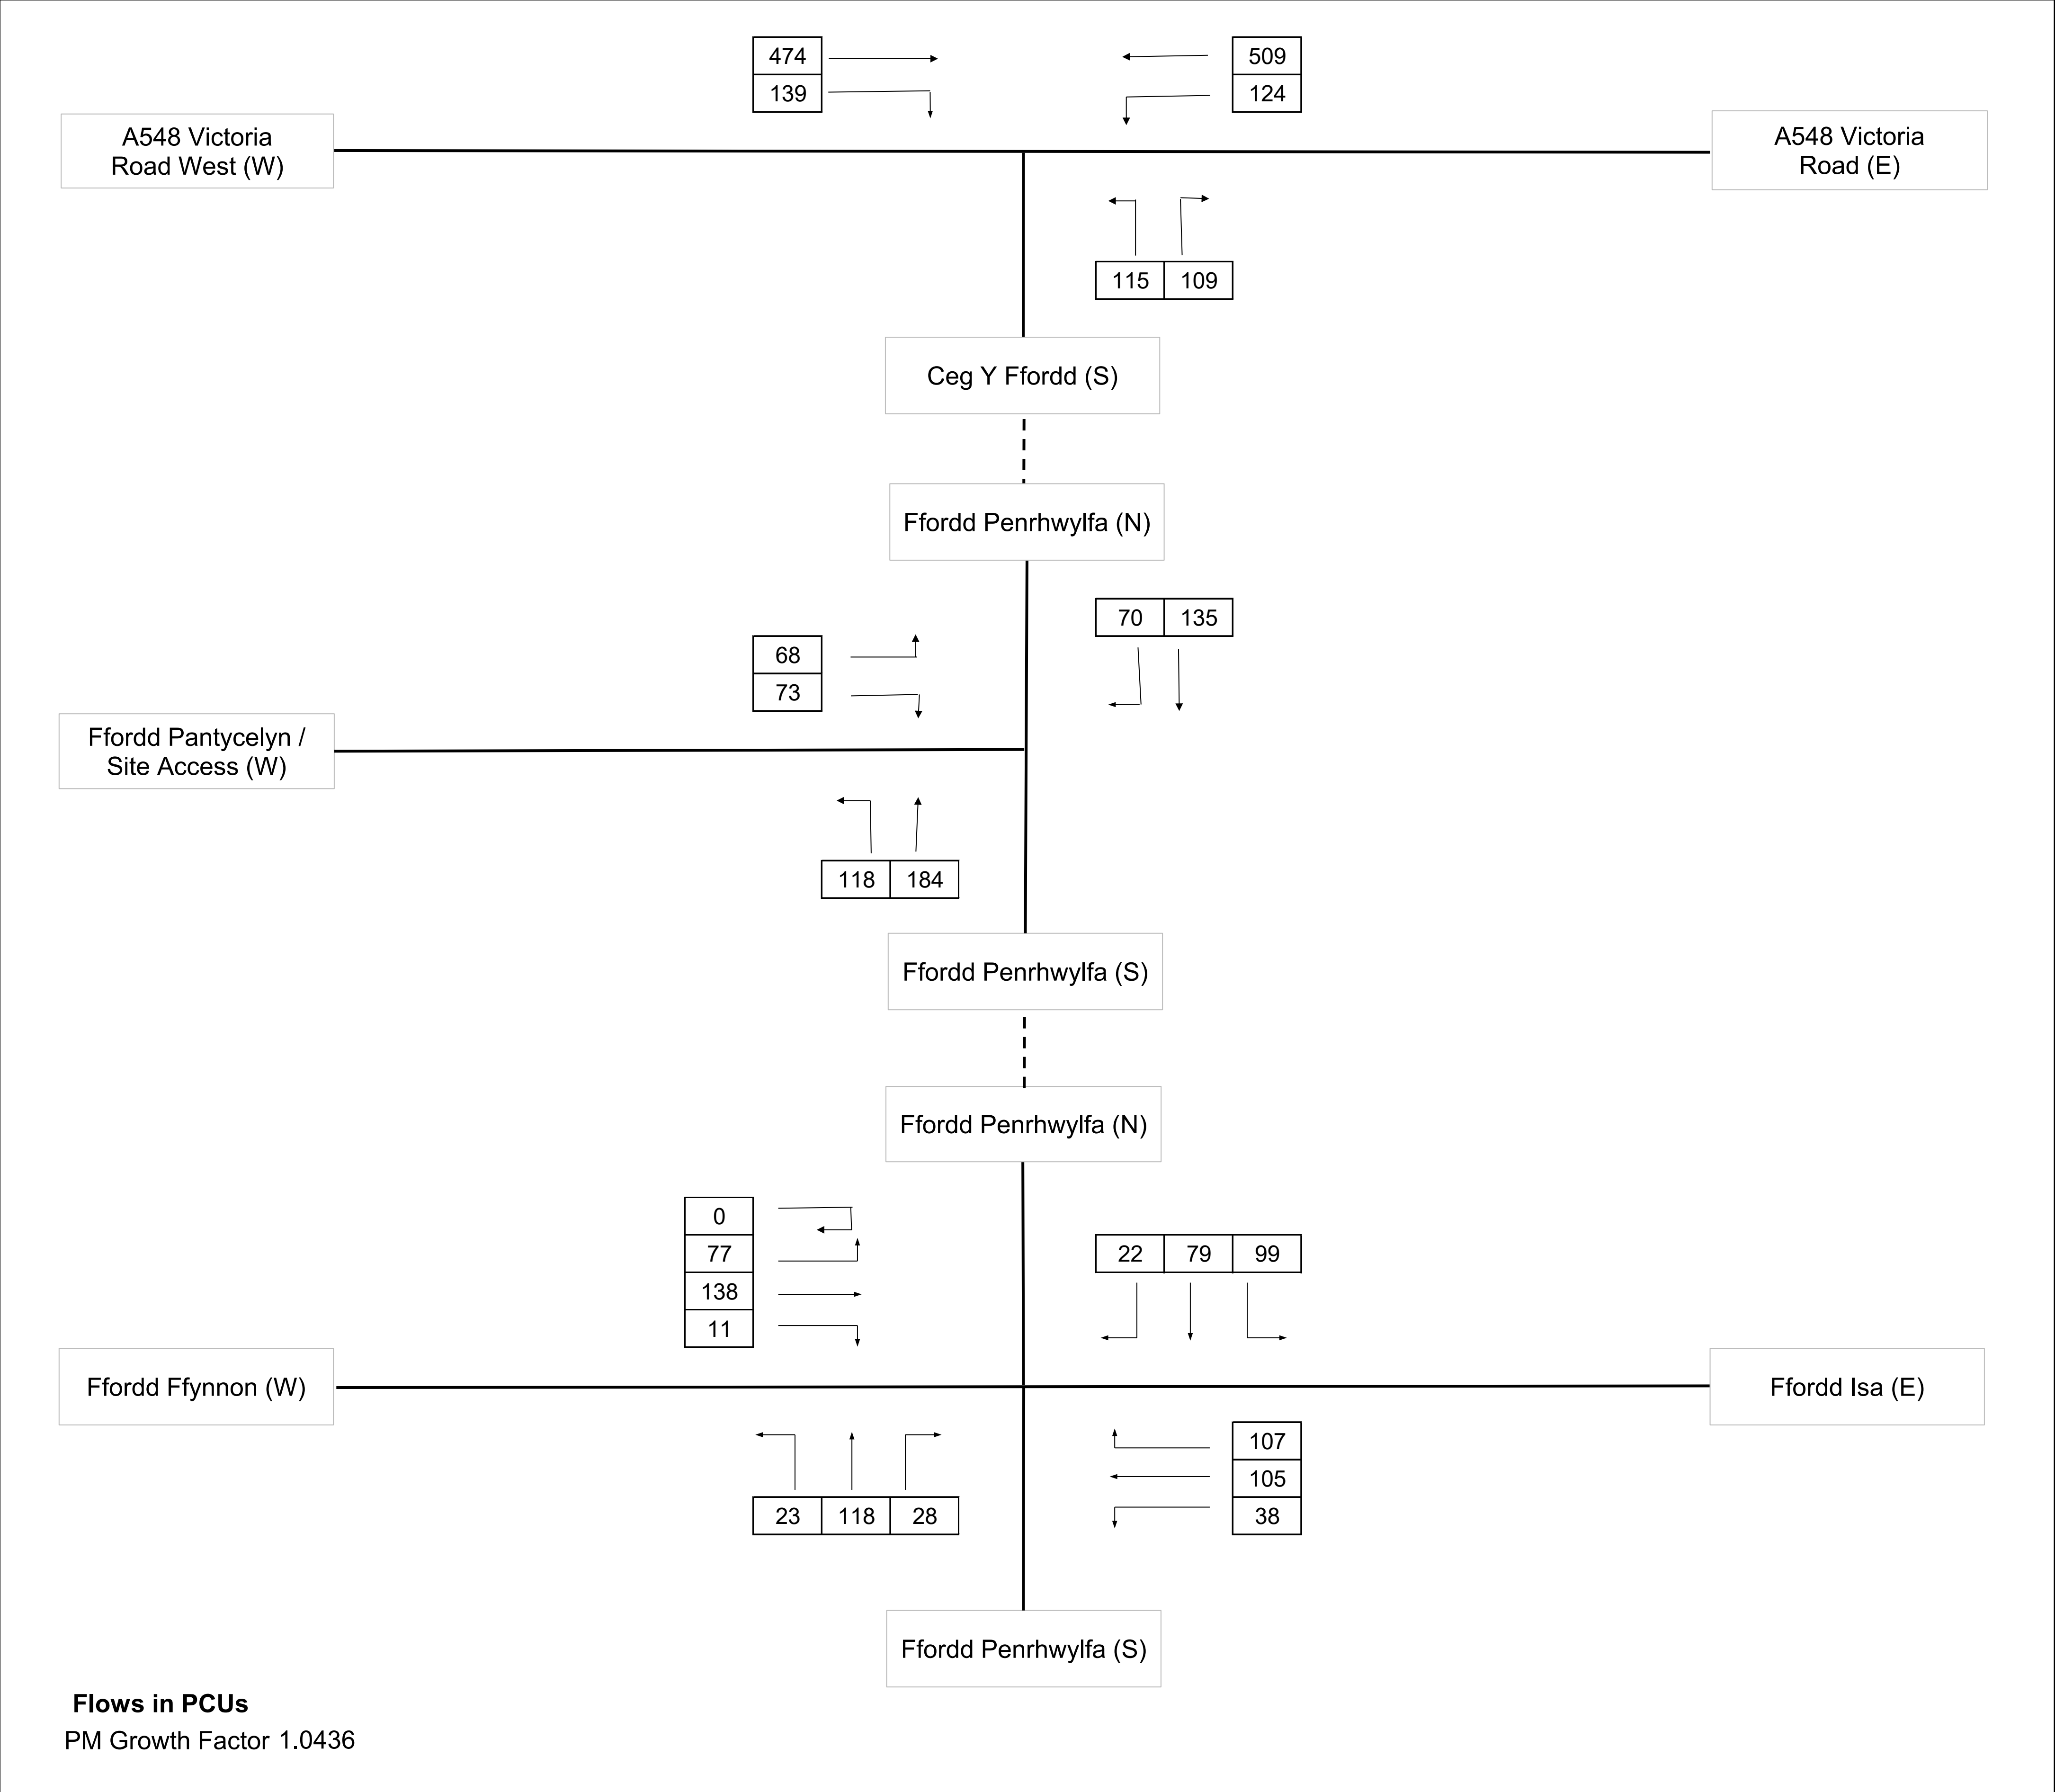 474
509
139
124
A548 Victoria
Road West (W)
A548 Victoria
Road (E)
115 109
Ceg Y Ffordd (S)
Ffordd Penrhwylfa (N)
70 135
68
73
Ffordd Pantycelyn /
Site Access (W)
118 184
Ffordd Penrhwylfa (S)
Ffordd Penrhwylfa (N)
0
77
138
11
22 79 99
Ffordd Ffynnon (W)
Ffordd Isa (E)
107
105
38
23 118 28
Ffordd Penrhwylfa (S)
Flows in PCUs
PM Growth Factor 1.0436